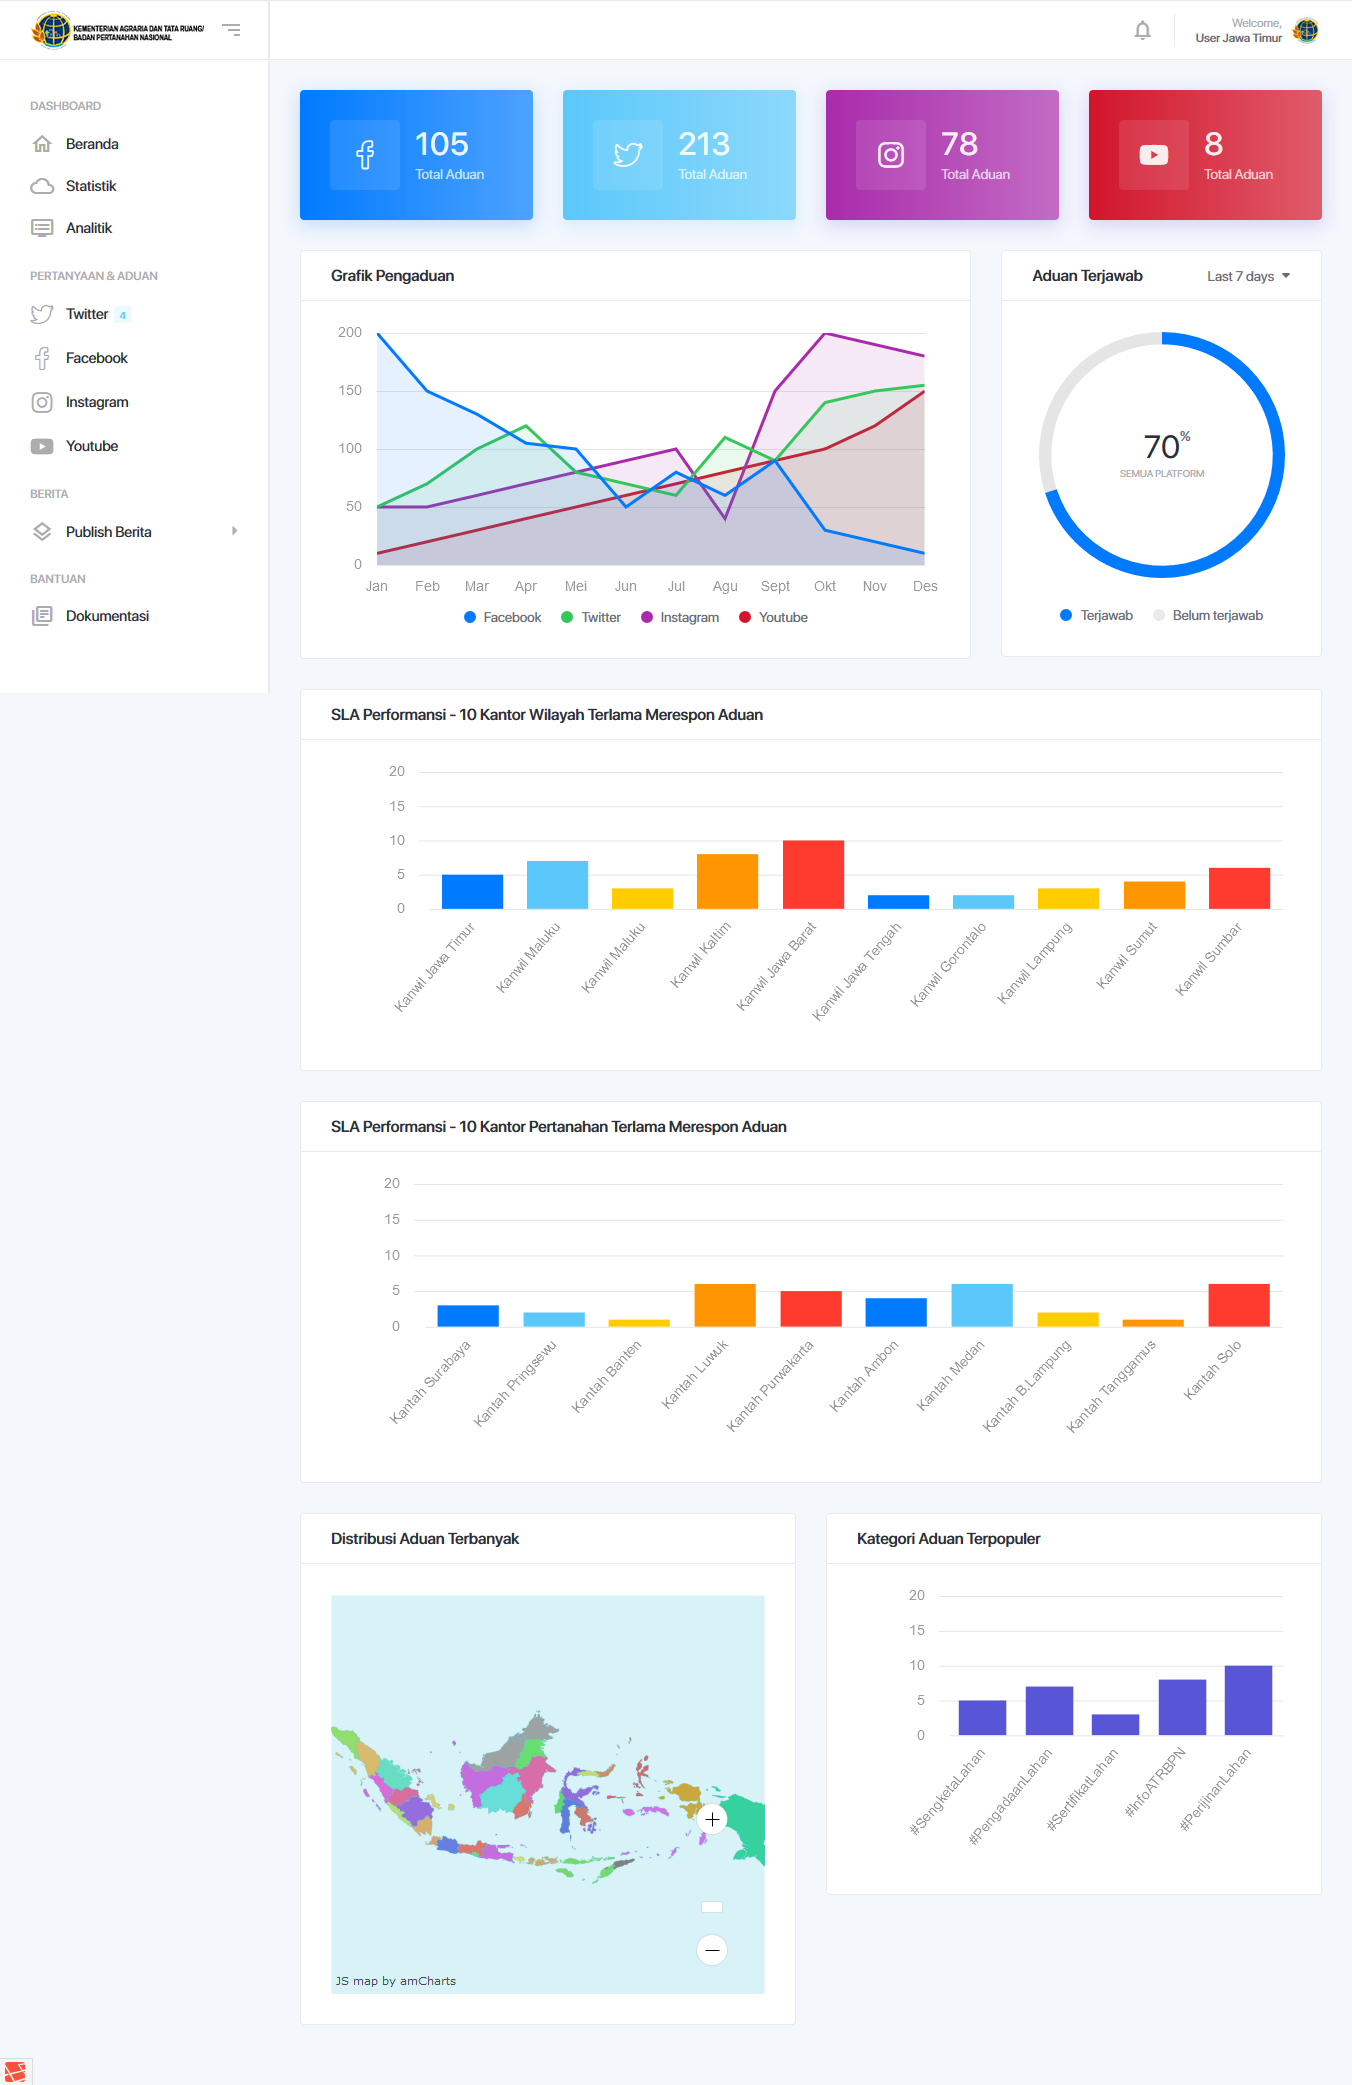 KEMENTERIAN AGRARIA DAN TATA RUANG/
BADAN PERTANAHAN NASIONAL
Welcome,
User Jawa Timur
DASHBOARD
Beranda
Statistik
Analitik
PERTANYAAN & ADUAN
Twitter 4
Facebook
Instagram
Youtube
BERITA
Publish Berita
BANTUAN
Dokumentasi
105
Total Aduan
213
Total Aduan
78
Total Aduan
8
Total Aduan
Grafik Pengaduan
200
150
100
50
0
Jan Feb Mar Apr Mei Jun Jul Agu Sept Okt Nov Des
Facebook Twitter Instagram Youtube
Aduan Terjawab
Last 7 days
70%
SEMUA PLATFORM
Terjawab Belum terjawab
SLA Performansi - 10 Kantor Wilayah Terlama Merespon Aduan
20
15
10
5
0
Kanwil Jawa Timur
Kanwil Maluku
Kanwil Maluku
Kanwil Kaltim
Kanwil Jawa Barat
Kanwil Jawa Tengah
Kanwil Gorontalo
Kanwil Lampung
Kanwil Sumut
Kanwil Sumbar
SLA Performansi - 10 Kantor Pertanahan Terlama Merespon Aduan
20
15
10
5
0
Kantah Surabaya
Kantah Pringsewu
Kantah Banten
Kantah Luwuk
Kantah Purwakarta
Kantah Ambon
Kantah Medan
Kantah B.Lampung
Kantah Tanggamus
Kantah Solo
Distribusi Aduan Terbanyak
JS map by amCharts
Kategori Aduan Terpopuler
20
15
10
5
0
#SengketaLahan
#PengadaanLahan
#SertifikatLahan
#InfoATRBPN
#PerijinanLahan